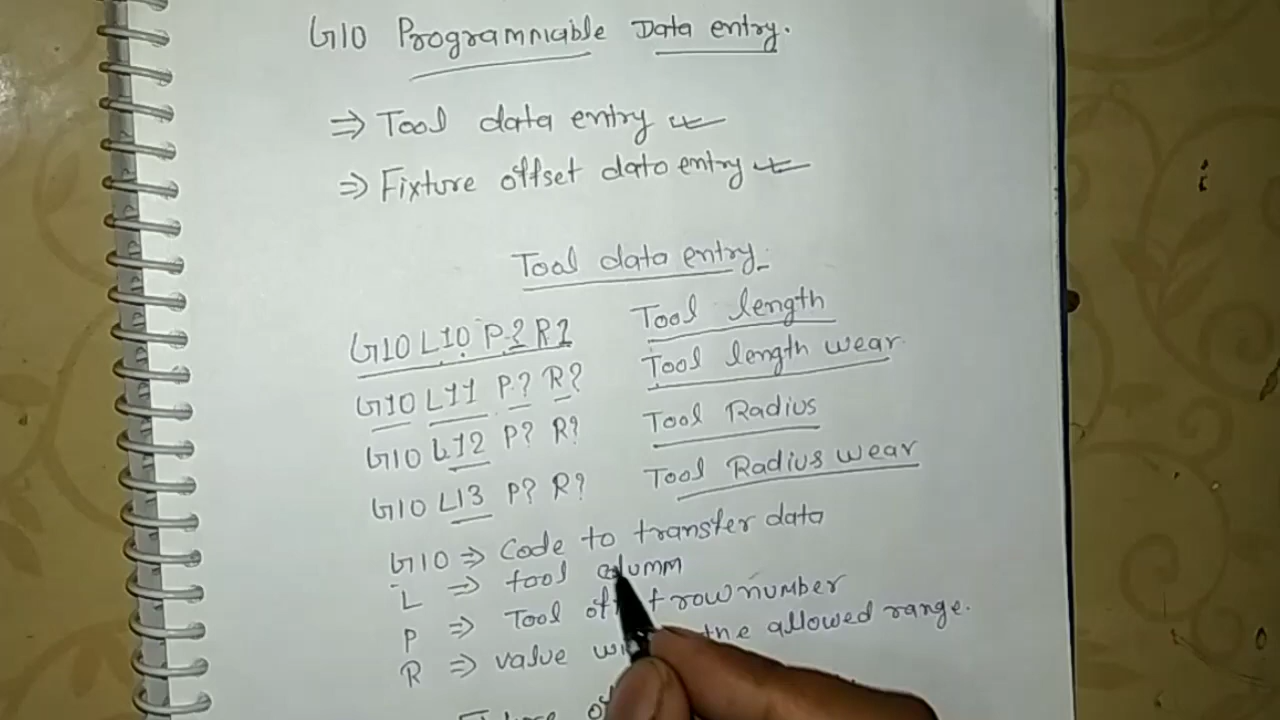 G10 Programmable Data entry.
⇒ Tool data entry
⇒ Fixture offset data entry
Tool data entry.
G10 L10 P? R? Tool length
G10 L11 P? R? Tool length wear
G10 L12 P? R? Tool Radius
G10 L13 P? R? Tool Radius wear
G10 ⇒ Code to transfer data
L ⇒ tool column
P ⇒ Tool row number
R ⇒ value the allowed range.